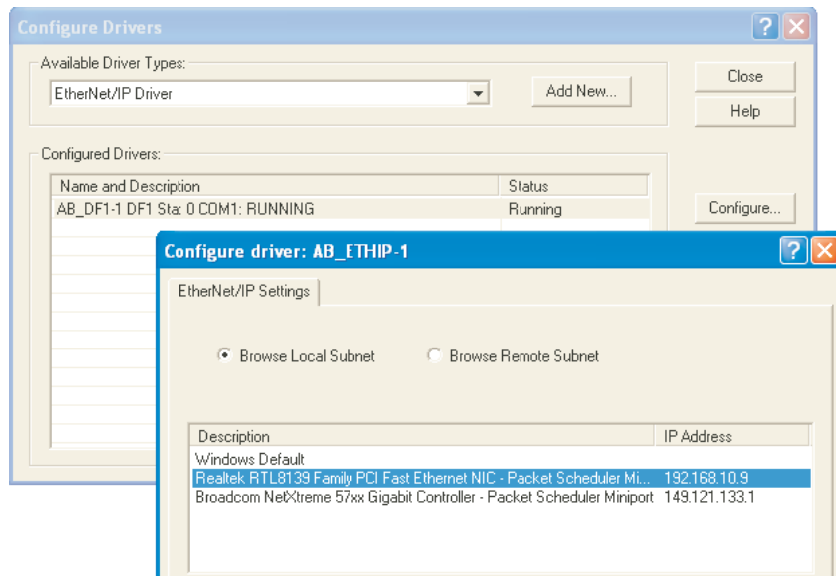 Configure Drivers
Available Driver Types:
EtherNet/IP Driver
Add New...
Close
Help
Configured Drivers:
Name and Description Status
AB_DF1-1 DF1 Sta: 0 COM1: RUNNING Running
Configure...
Configure driver: AB_ETHIP-1
EtherNet/IP Settings
Browse Local Subnet Browse Remote Subnet
Description IP Address
Windows Default
Realtek RTL8139 Family PCI Fast Ethernet NIC - Packet Scheduler Mi... 192.168.10.9
Broadcom NetXtreme 57xx Gigabit Controller - Packet Scheduler Miniport 149.121.133.1